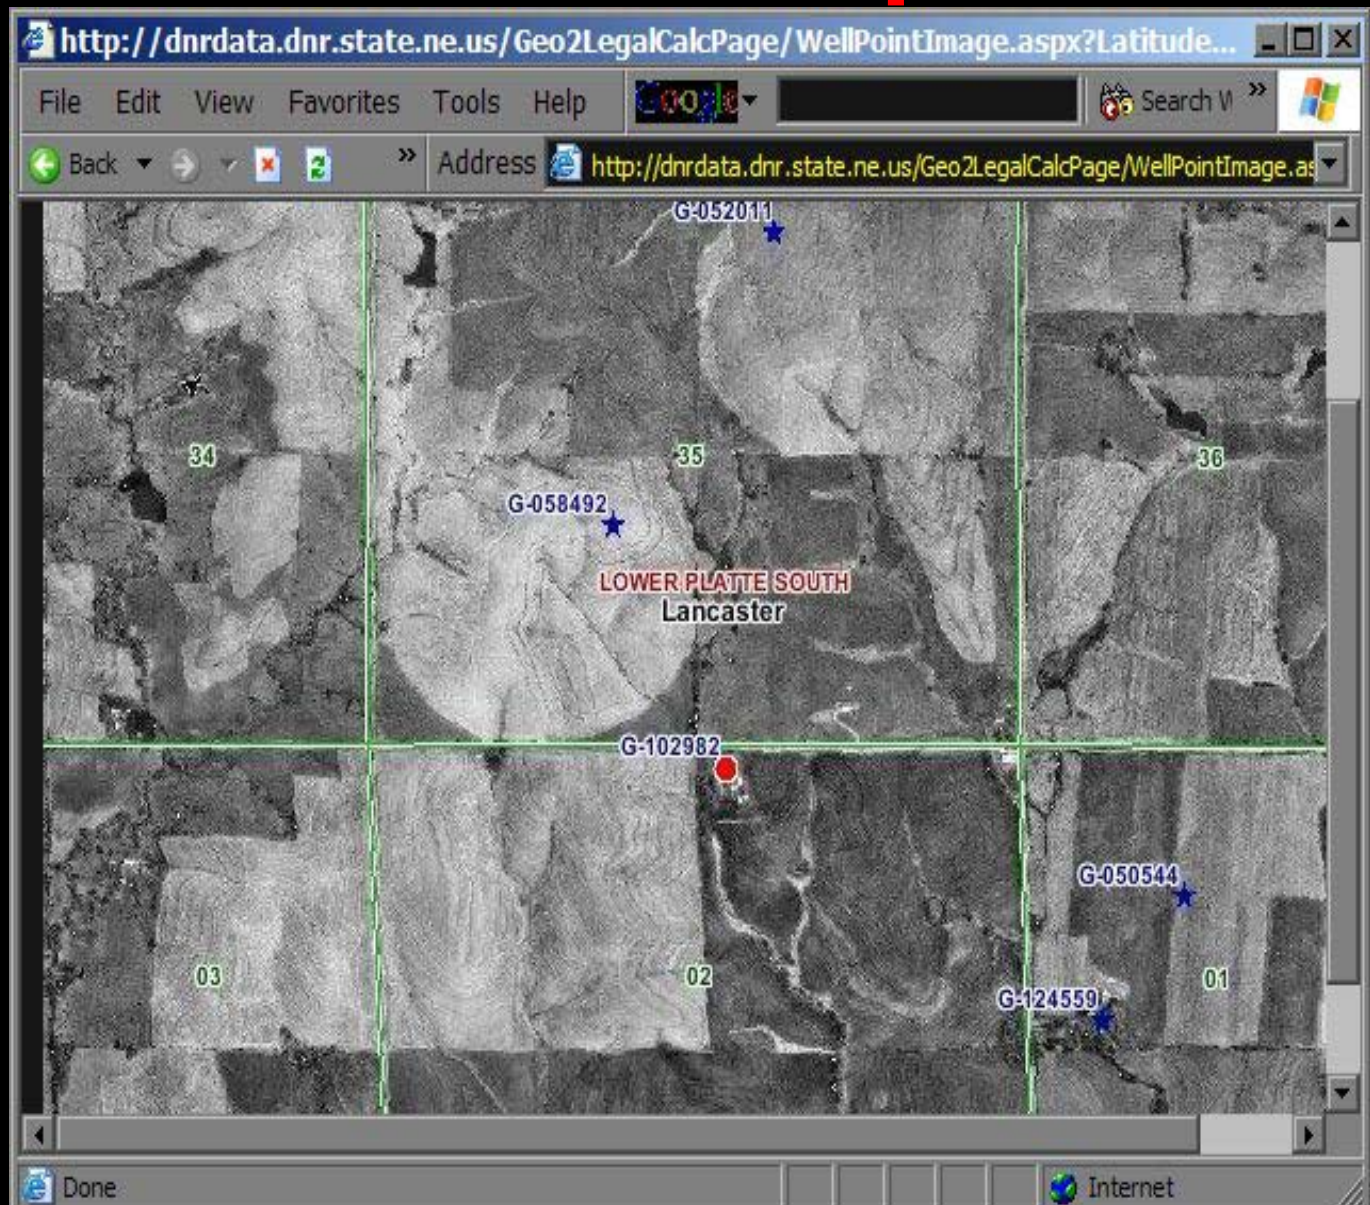 http://dnrdata.dnr.state.ne.us/Geo2LegalCalcPage/WellPointImage.aspx?Latitude...
File Edit View Favorites Tools Help Google Search W »
Back » Address http://dnrdata.dnr.state.ne.us/Geo2LegalCalcPage/WellPointImage.as
G-052011
34 35 36
G-058492
LOWER PLATTE SOUTH
Lancaster
G-102982
G-050544
03 02 01
G-124559
Done Internet